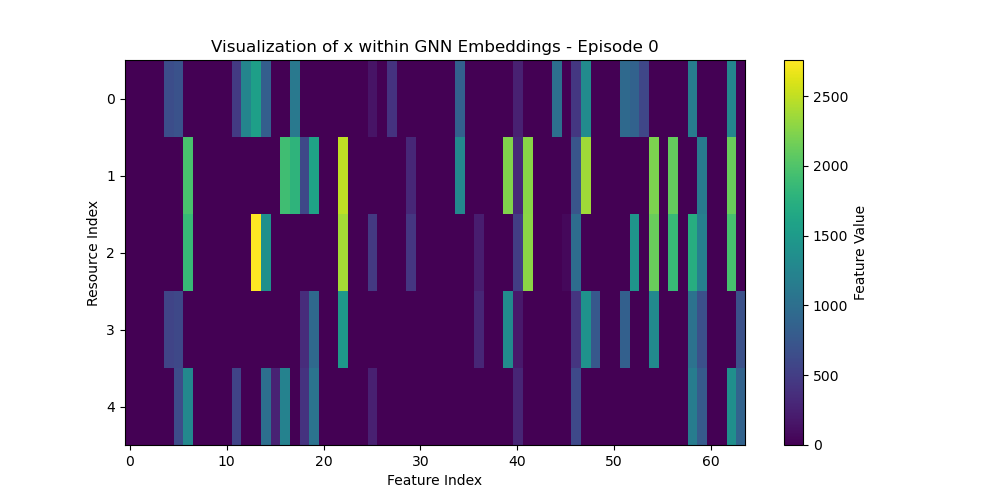 Visualization of x within GNN Embeddings - Episode 0
Resource Index
0
1
2
3
4
0 10 20 30 40 50 60
Feature Index
2500
2000
1500
1000
500
0
Feature Value